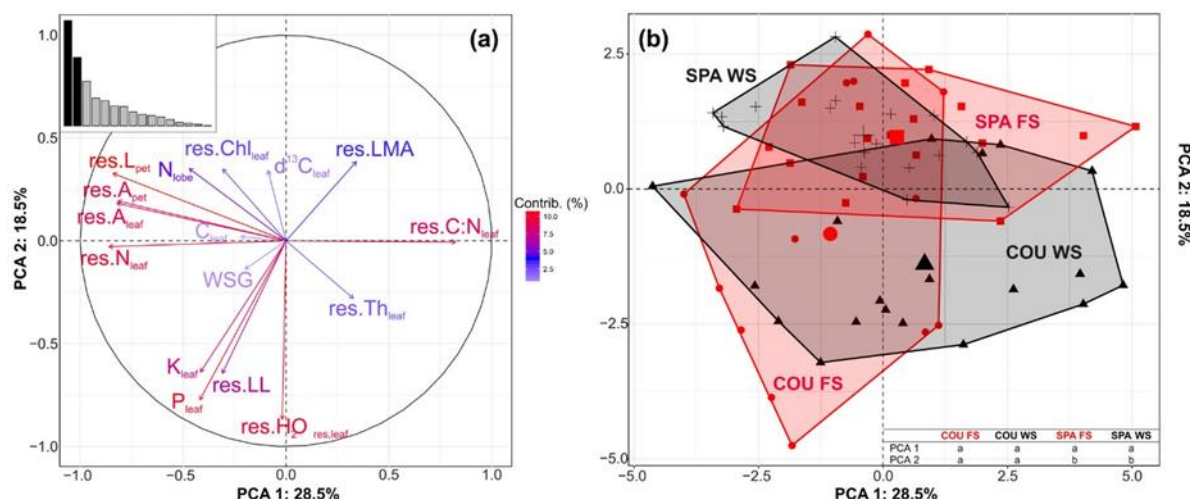 (a)
1.0
0.5
0.0
−0.5
−1.0
PCA 2: 18.5%
res.L pet
N lobe
res.Chl leaf
d¹³C leaf
res.LMA
res.A pet
res.A leaf
C leaf
res.C:N leaf
res.N leaf
WSG
res.Th leaf
K leaf
res.LL
P leaf
res.H₂O res,leaf
−1.0
−0.5
0.0
0.5
1.0
PCA 1: 28.5%
Contrib. (%)
10.0
7.5
5.0
2.5
(b)
2.5
0.0
−2.5
−5.0
SPA WS
SPA FS
COU WS
COU FS
PCA 2: 18.5%
COU FS COU WS SPA FS SPA WS
PCA 1 a a a a
PCA 2 a a b b
−5.0
−2.5
0.0
2.5
5.0
PCA 1: 28.5%